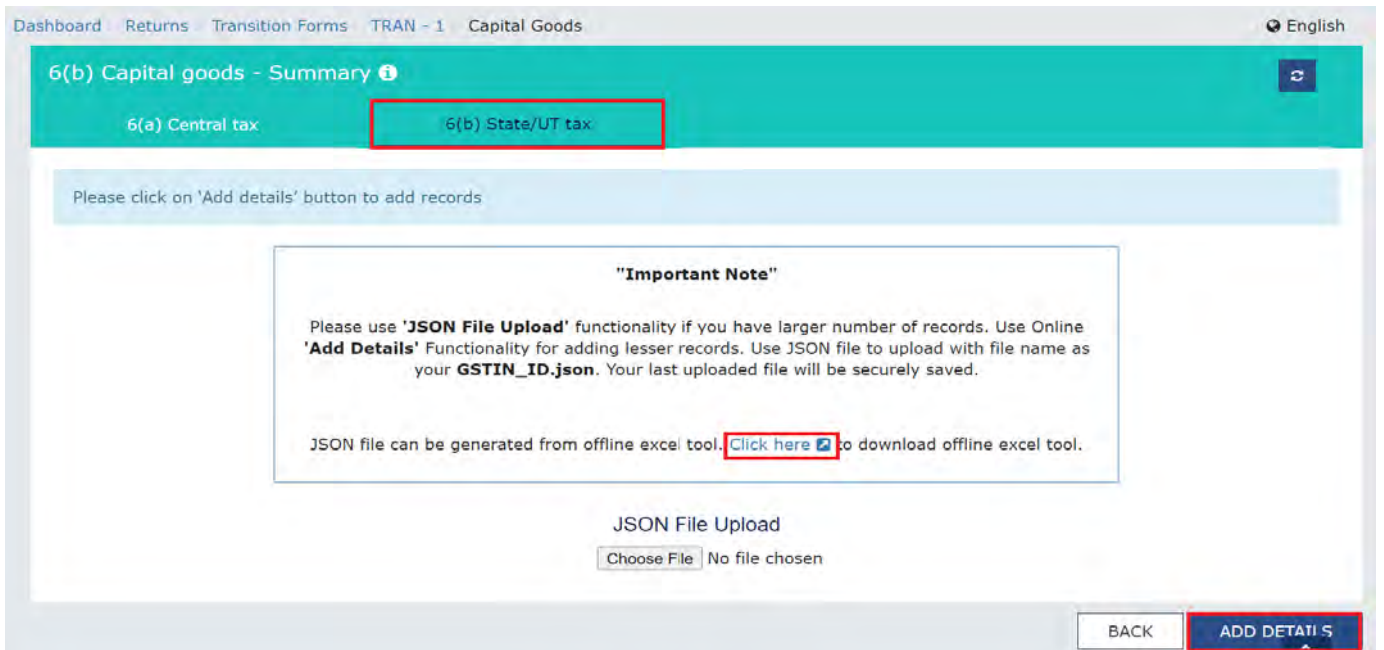 Dashboard Returns Transition Forms TRAN - 1 Capital Goods English
6(b) Capital goods - Summary
6(a) Central tax 6(b) State/UT tax
Please click on 'Add details' button to add records
"Important Note"
Please use 'JSON File Upload' functionality if you have larger number of records. Use Online
'Add Details' Functionality for adding lesser records. Use JSON file to upload with file name as
your GSTIN_ID.json. Your last uploaded file will be securely saved.
JSON file can be generated from offline excel tool. Click here to download offline excel tool.
JSON File Upload
Choose File No file chosen
BACK ADD DETAILS